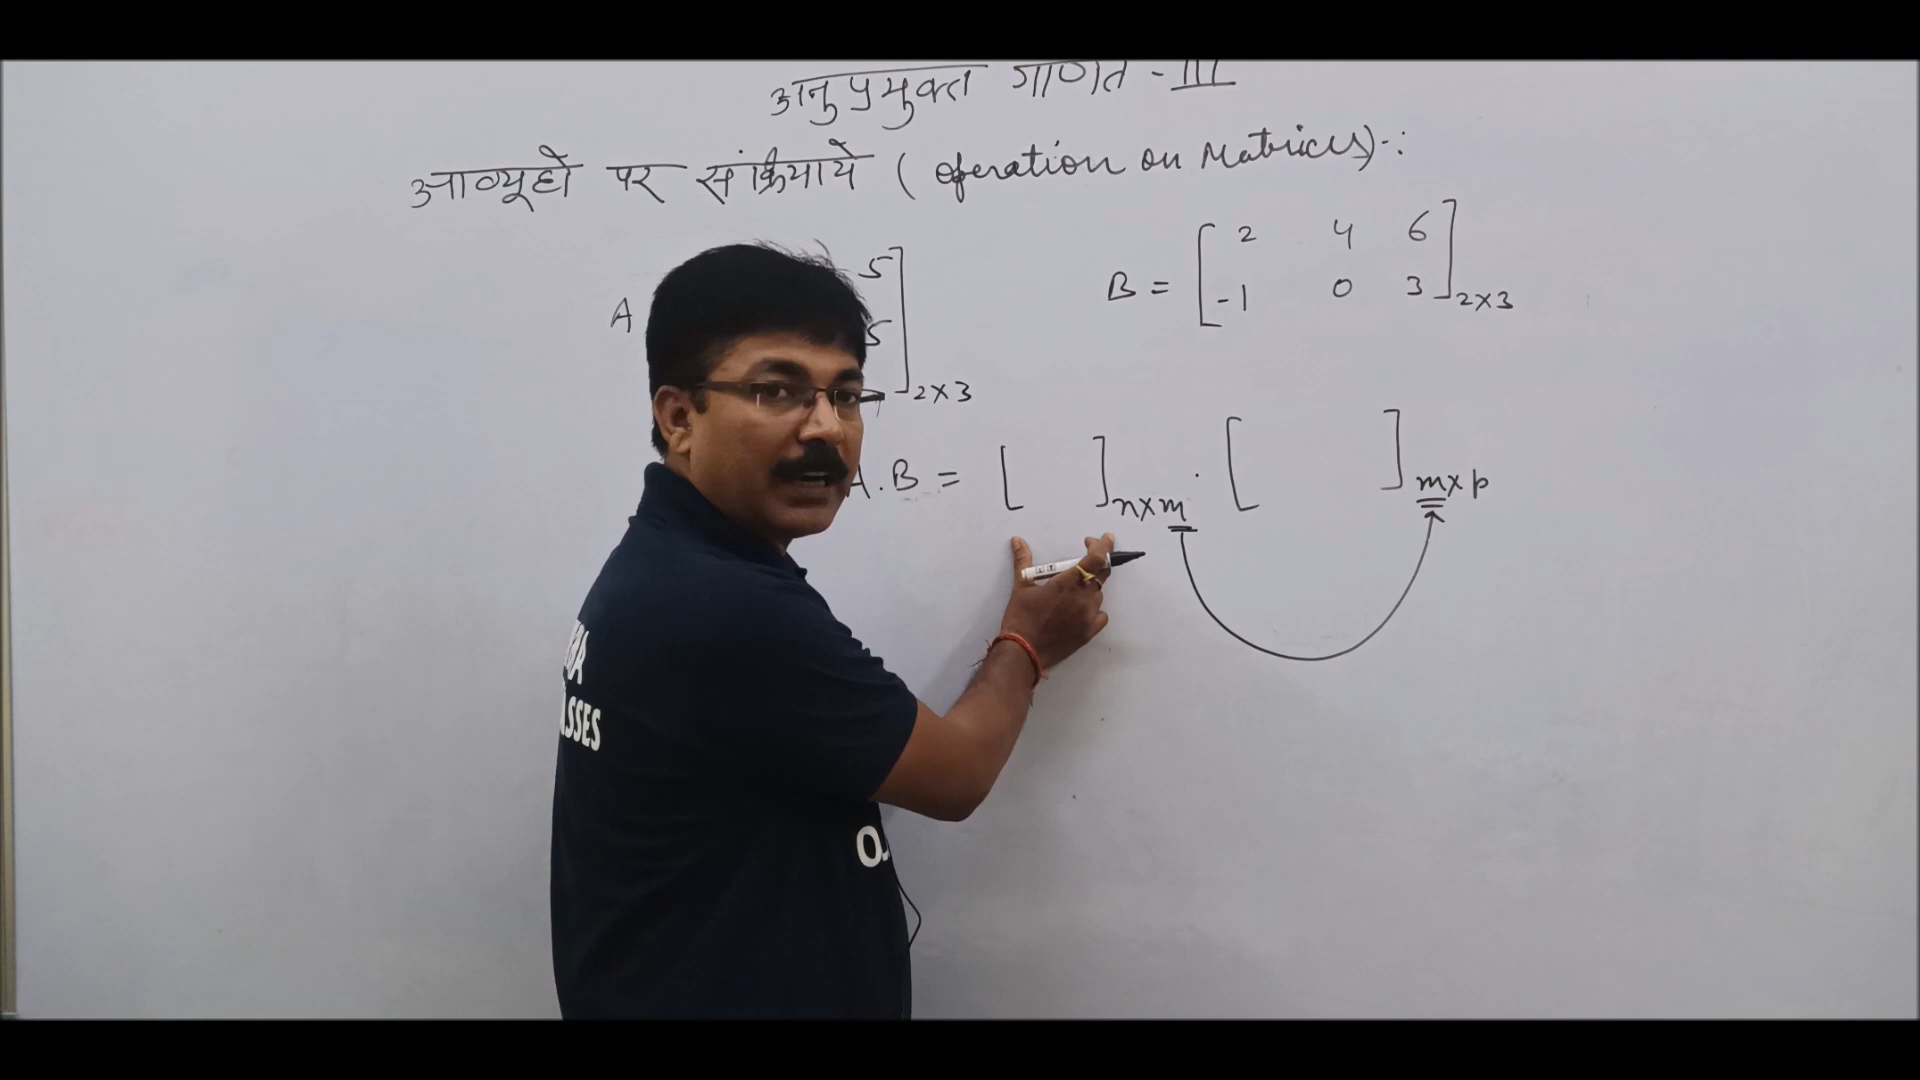 अनुप्रयुक्त गणित - III
आव्यूहों पर संक्रियाये ( operation on Matrices) -:
A 5 ] B = [ 2 4 6 ]
5 ] 2×3 [ -1 0 3 ] 2×3
A.B = [ ] n×m . [ ] m×p
ASSES